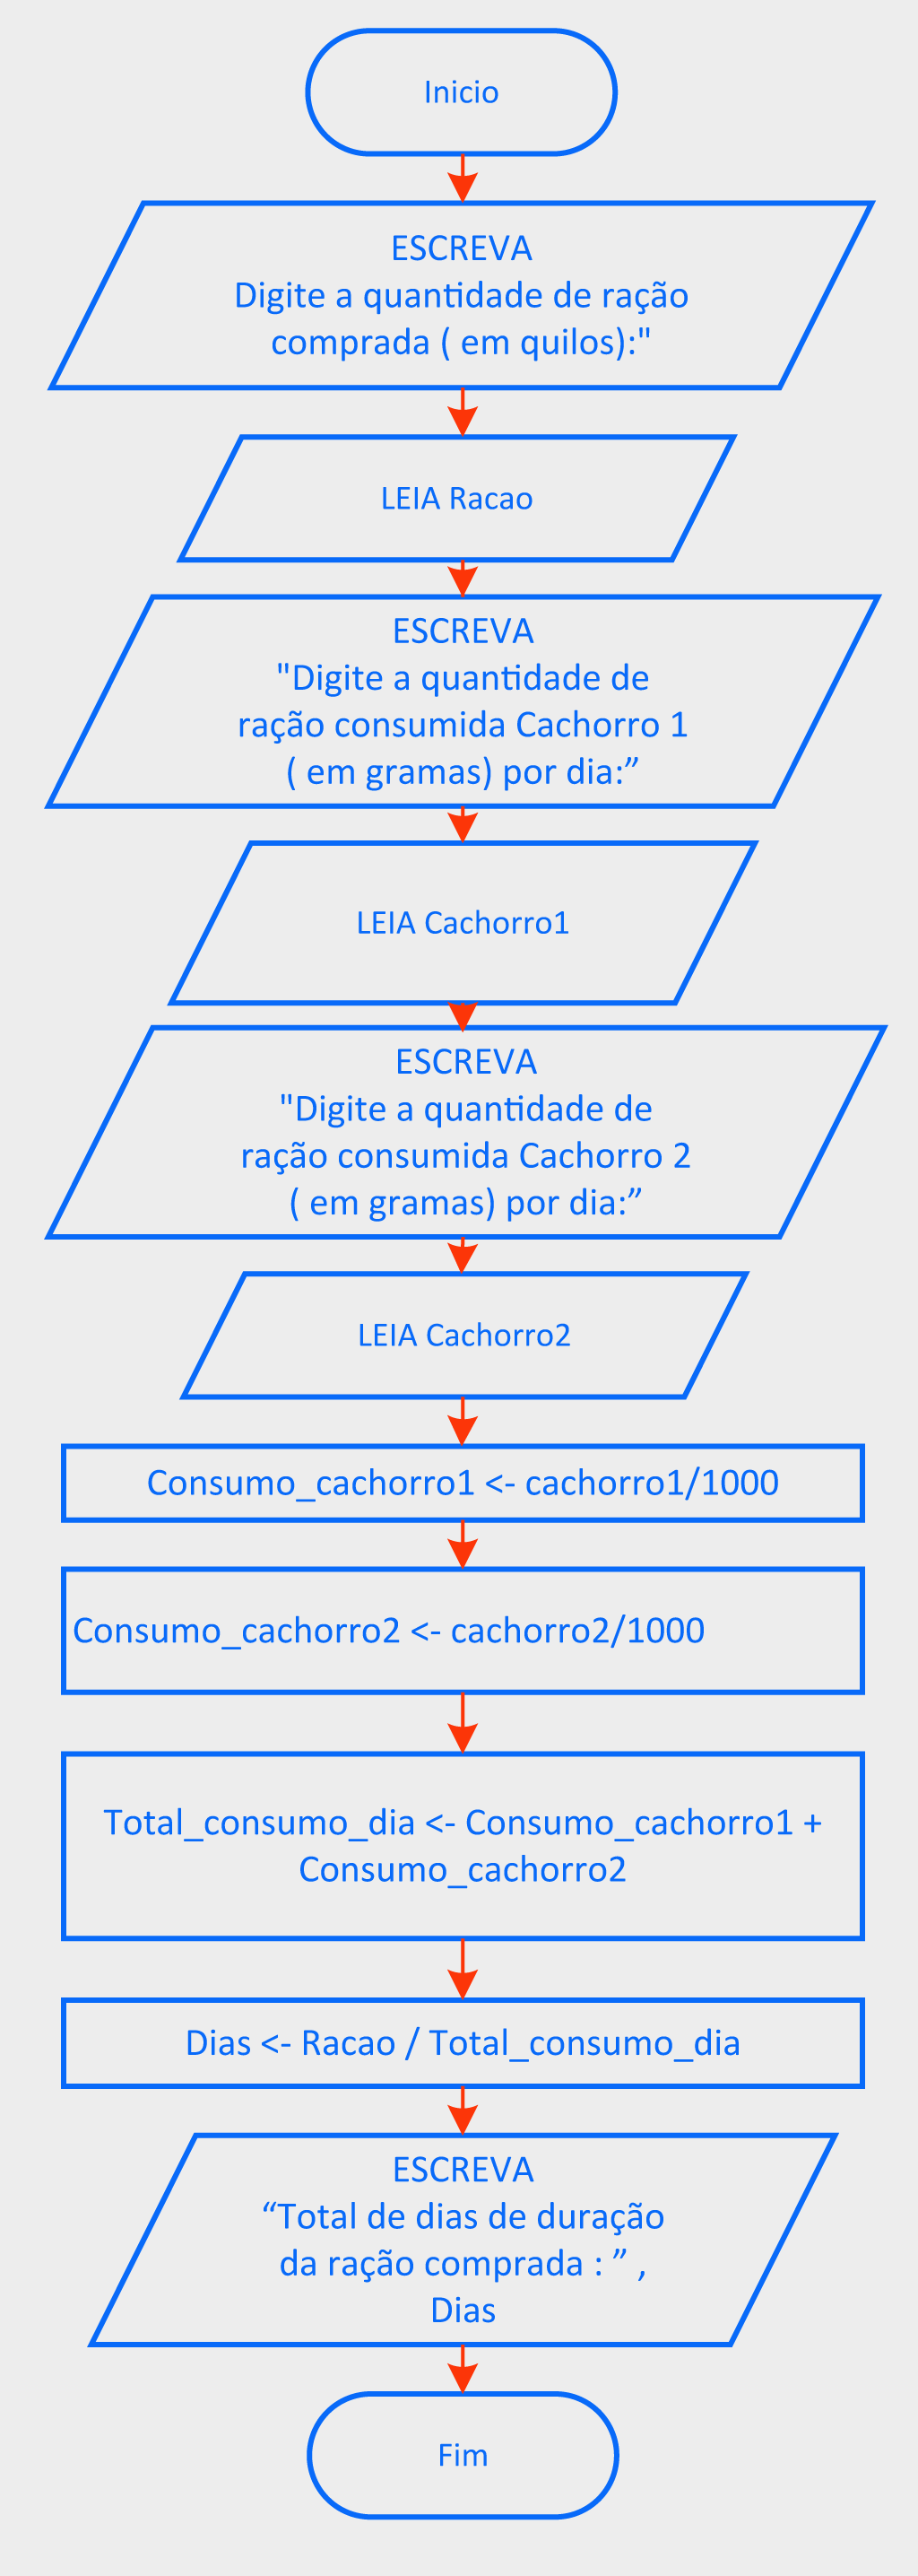 Inicio
ESCREVA
Digite a quantidade de ração
comprada ( em quilos):"
LEIA Racao
ESCREVA
"Digite a quantidade de
ração consumida Cachorro 1
( em gramas) por dia:”
LEIA Cachorro1
ESCREVA
"Digite a quantidade de
ração consumida Cachorro 2
( em gramas) por dia:”
LEIA Cachorro2
Consumo_cachorro1 <- cachorro1/1000
Consumo_cachorro2 <- cachorro2/1000
Total_consumo_dia <- Consumo_cachorro1 +
Consumo_cachorro2
Dias <- Racao / Total_consumo_dia
ESCREVA
“Total de dias de duração
da ração comprada : ” ,
Dias
Fim